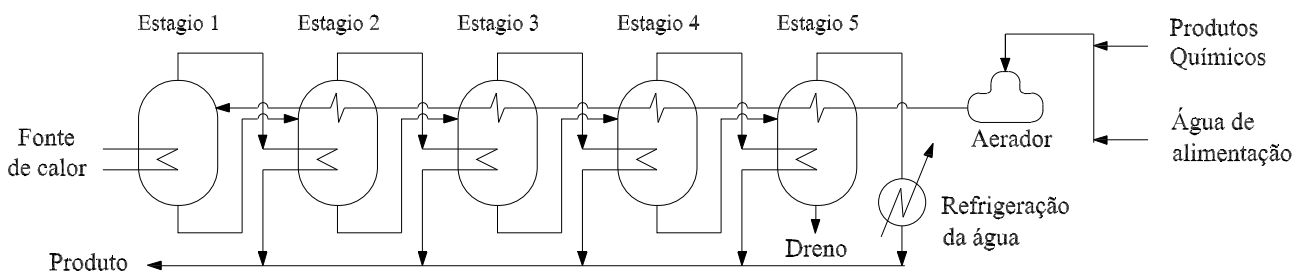 Estagio 1
Estagio 2
Estagio 3
Estagio 4
Estagio 5
Produtos
Químicos
Aerador
Água de
alimentação
Fonte
de calor
Refrigeração
da água
Dreno
Produto